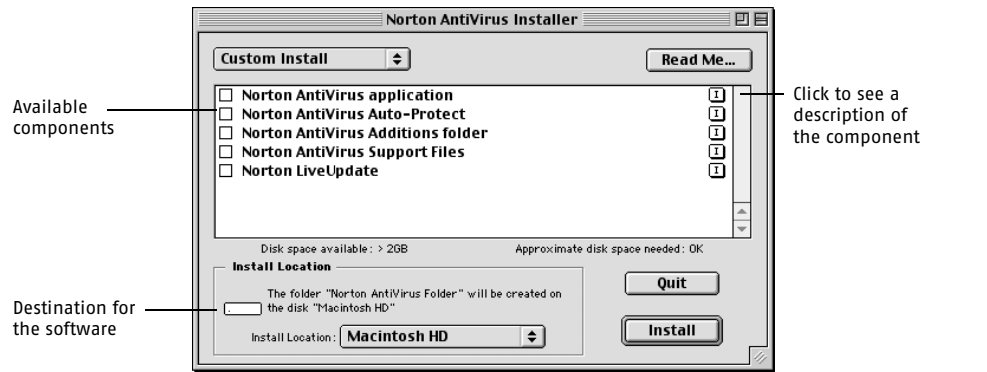 Norton AntiVirus Installer
Custom Install
Read Me...
Available
components
Norton AntiVirus application
Norton AntiVirus Auto-Protect
Norton AntiVirus Additions folder
Norton AntiVirus Support Files
Norton LiveUpdate
I
I
I
I
I
Click to see a
description of
the component
Disk space available: > 2GB
Approximate disk space needed: 0K
Install Location
The folder "Norton AntiVirus Folder" will be created on
the disk "Macintosh HD"
Install Location: Macintosh HD
Destination for
the software
Quit
Install